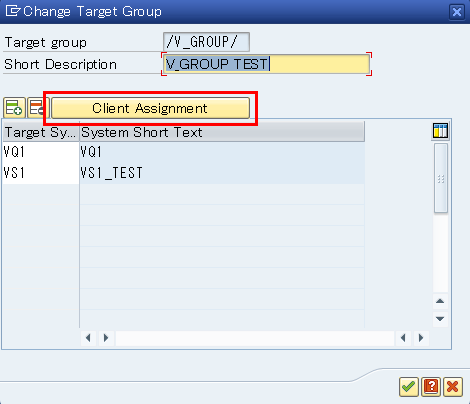 Change Target Group
Target group /V_GROUP/
Short Description V_GROUP TEST
Client Assignment
Target Sy... System Short Text
VQ1 VQ1
VS1 VS1_TEST